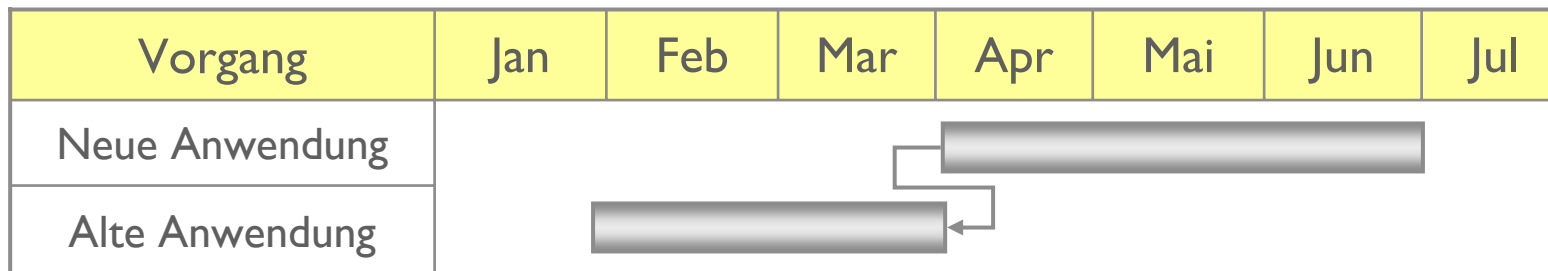 Vorgang Jan Feb Mar Apr Mai Jun Jul
Neue Anwendung
Alte Anwendung